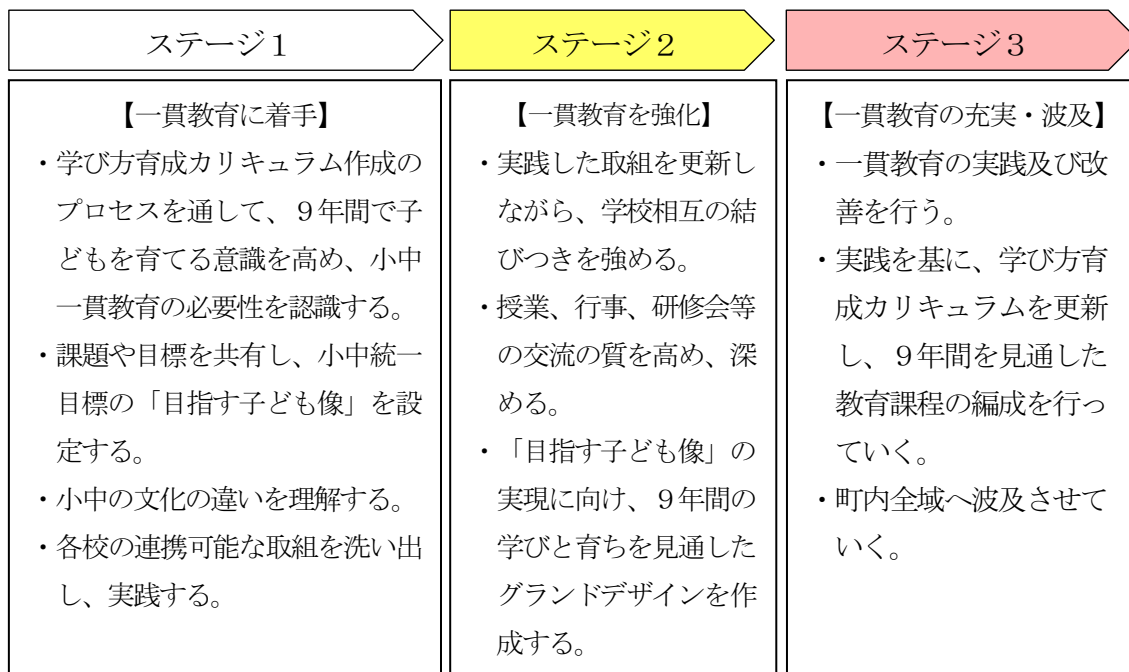 ステージ１
【一貫教育に着手】
・学び方育成カリキュラム作成の
プロセスを通して、９年間で子
どもを育てる意識を高め、小中
一貫教育の必要性を認識する。
・課題や目標を共有し、小中統一
目標の「目指す子ども像」を設
定する。
・小中の文化の違いを理解する。
・各校の連携可能な取組を洗い出
し、実践する。
ステージ２
【一貫教育を強化】
・実践した取組を更新し
ながら、学校相互の結
びつきを強める。
・授業、行事、研修会等
の交流の質を高め、深
める。
・「目指す子ども像」の
実現に向け、９年間の
学びと育ちを見通した
グランドデザインを作
成する。
ステージ３
【一貫教育の充実・波及】
・一貫教育の実践及び改
善を行う。
・実践を基に、学び方育
成カリキュラムを更新
し、９年間を見通した
教育課程の編成を行っ
ていく。
・町内全域へ波及させて
いく。